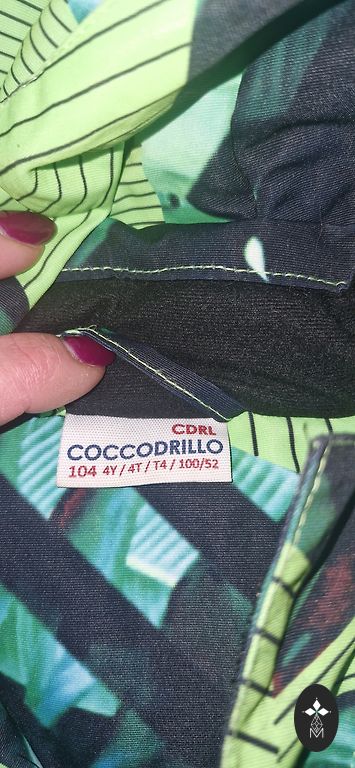 CDRL
COCCODRILLO
104 4Y / 4T / T4 / 100/52
M